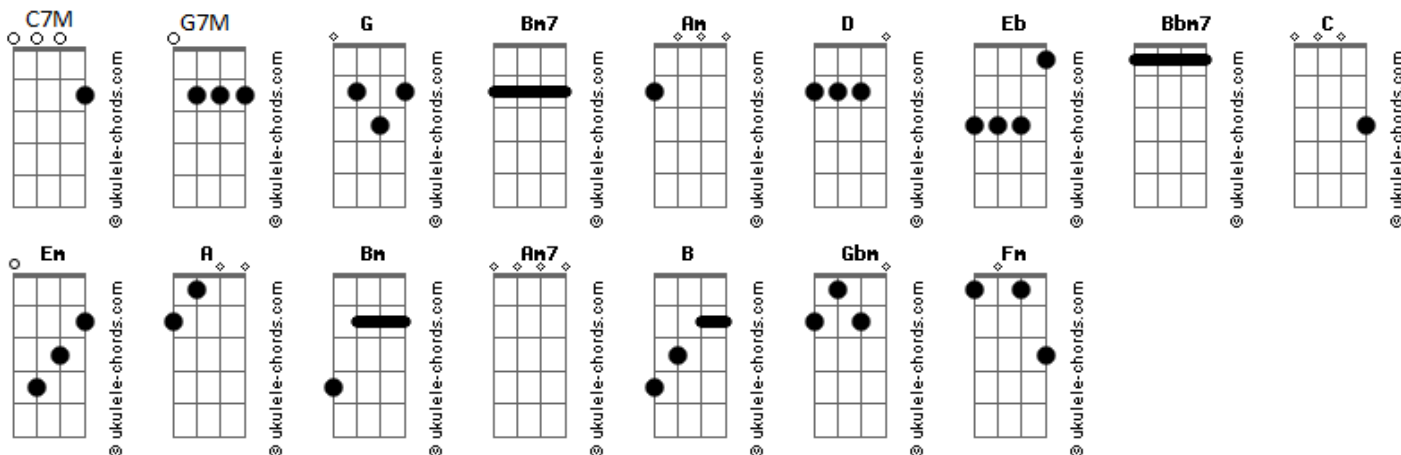 C7M G7M G Bm7 Am D Eb Bbm7 C
© ukulele-chords.com © ukulele-chords.com © ukulele-chords.com © ukulele-chords.com © ukulele-chords.com © ukulele-chords.com © ukulele-chords.com © ukulele-chords.com © ukulele-chords.com
Em A Bm Am7 B Gbm Fm
© ukulele-chords.com © ukulele-chords.com © ukulele-chords.com © ukulele-chords.com © ukulele-chords.com © ukulele-chords.com © ukulele-chords.com